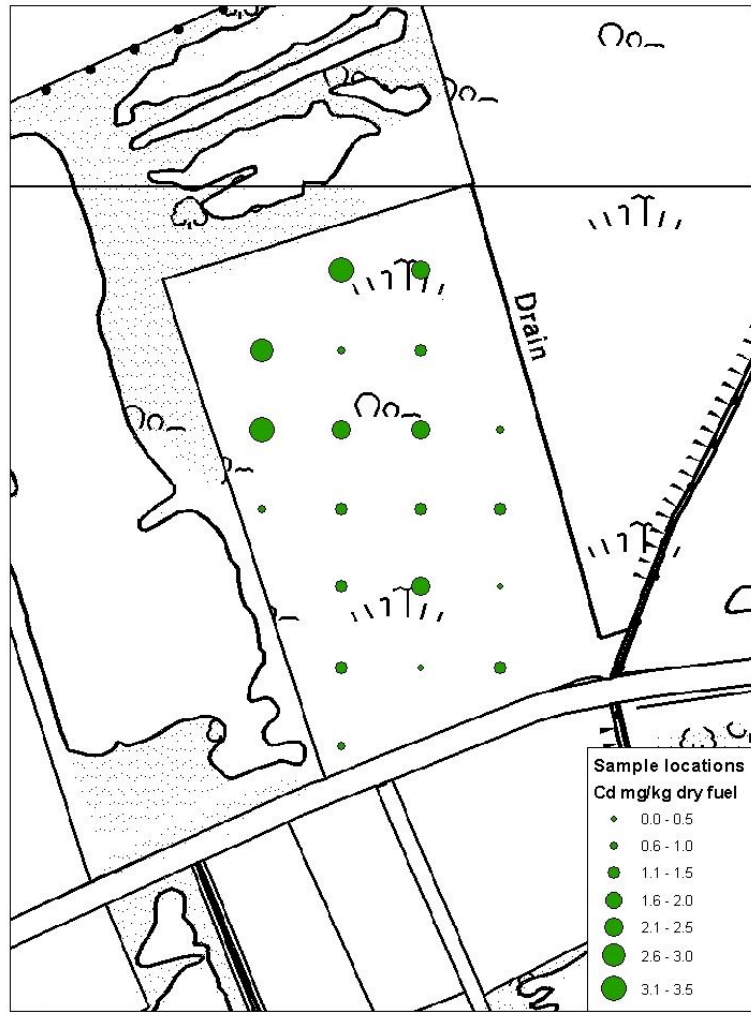 Drain
Sample locations
Cd mg/kg dry fuel
0.0 - 0.5
0.6 - 1.0
1.1 - 1.5
1.6 - 2.0
2.1 - 2.5
2.6 - 3.0
3.1 - 3.5